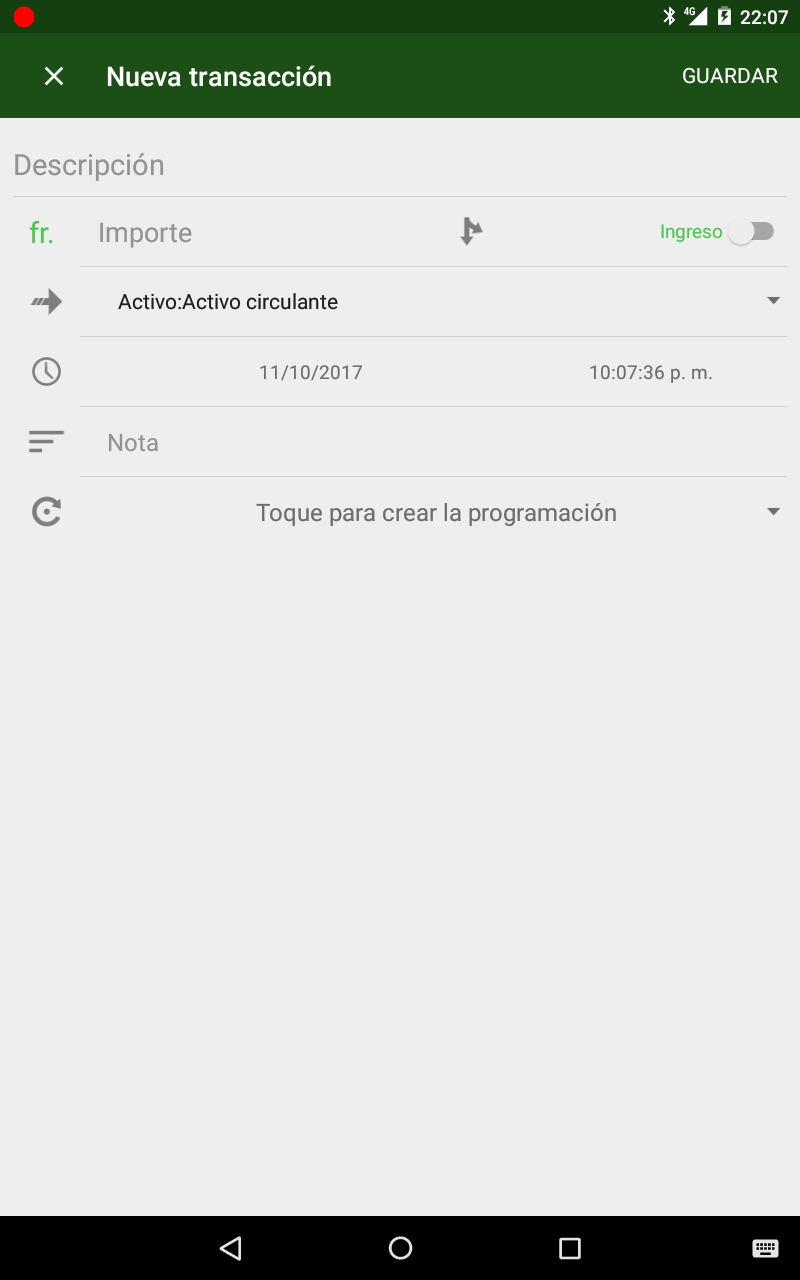 4G 22:07
Nueva transacción GUARDAR
Descripción
fr. Importe Ingreso
Activo:Activo circulante
11/10/2017 10:07:36 p. m.
Nota
Toque para crear la programación